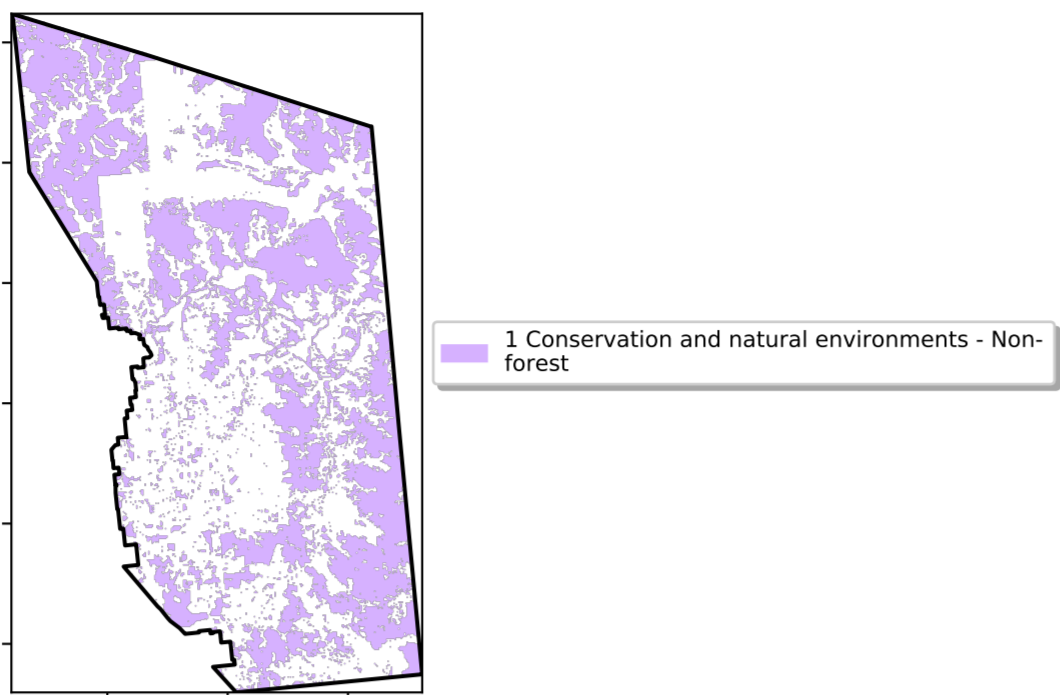 1 Conservation and natural environments - Non-
forest